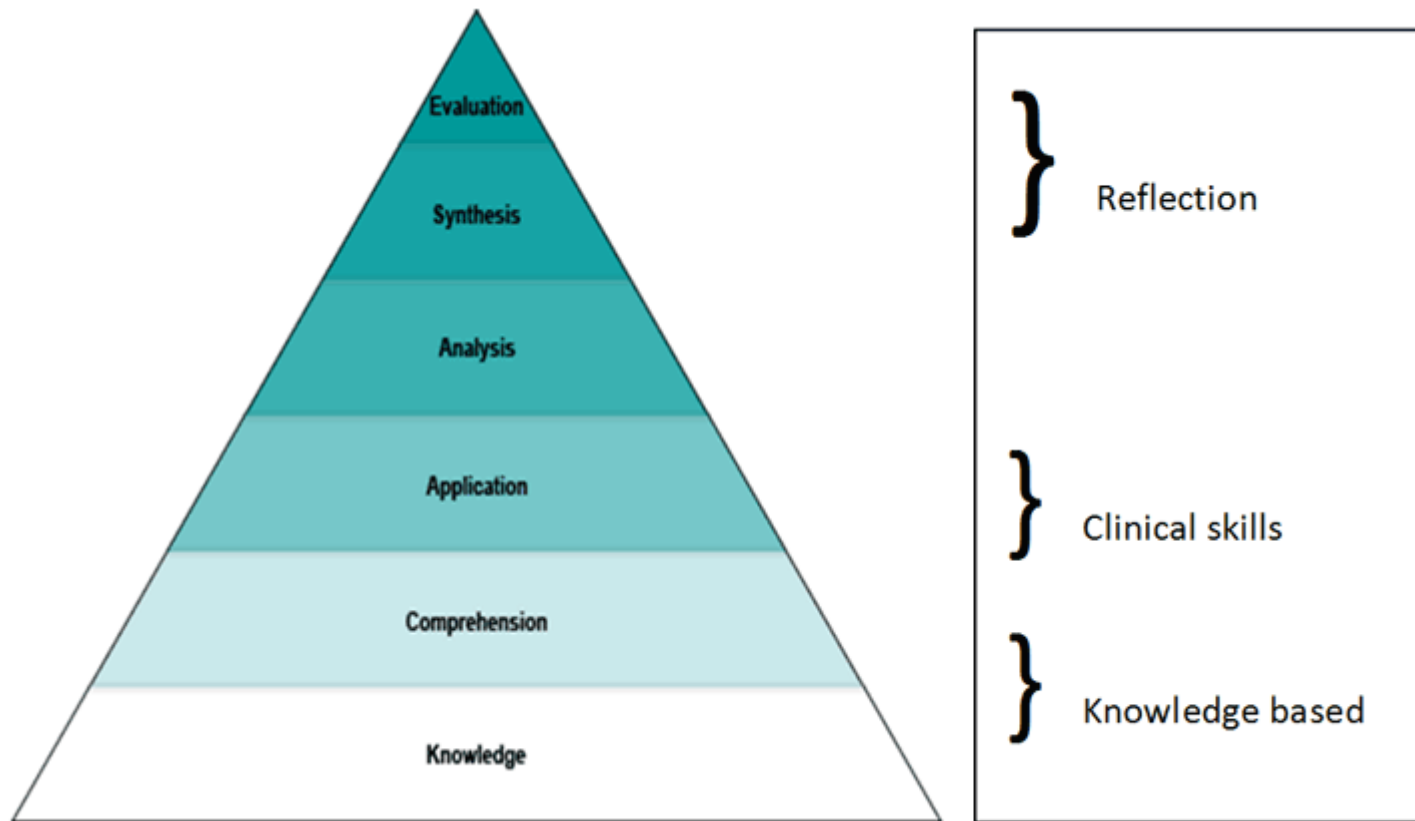 Evaluation
Synthesis
Analysis
Application
Comprehension
Knowledge
Reflection
Clinical skills
Knowledge based